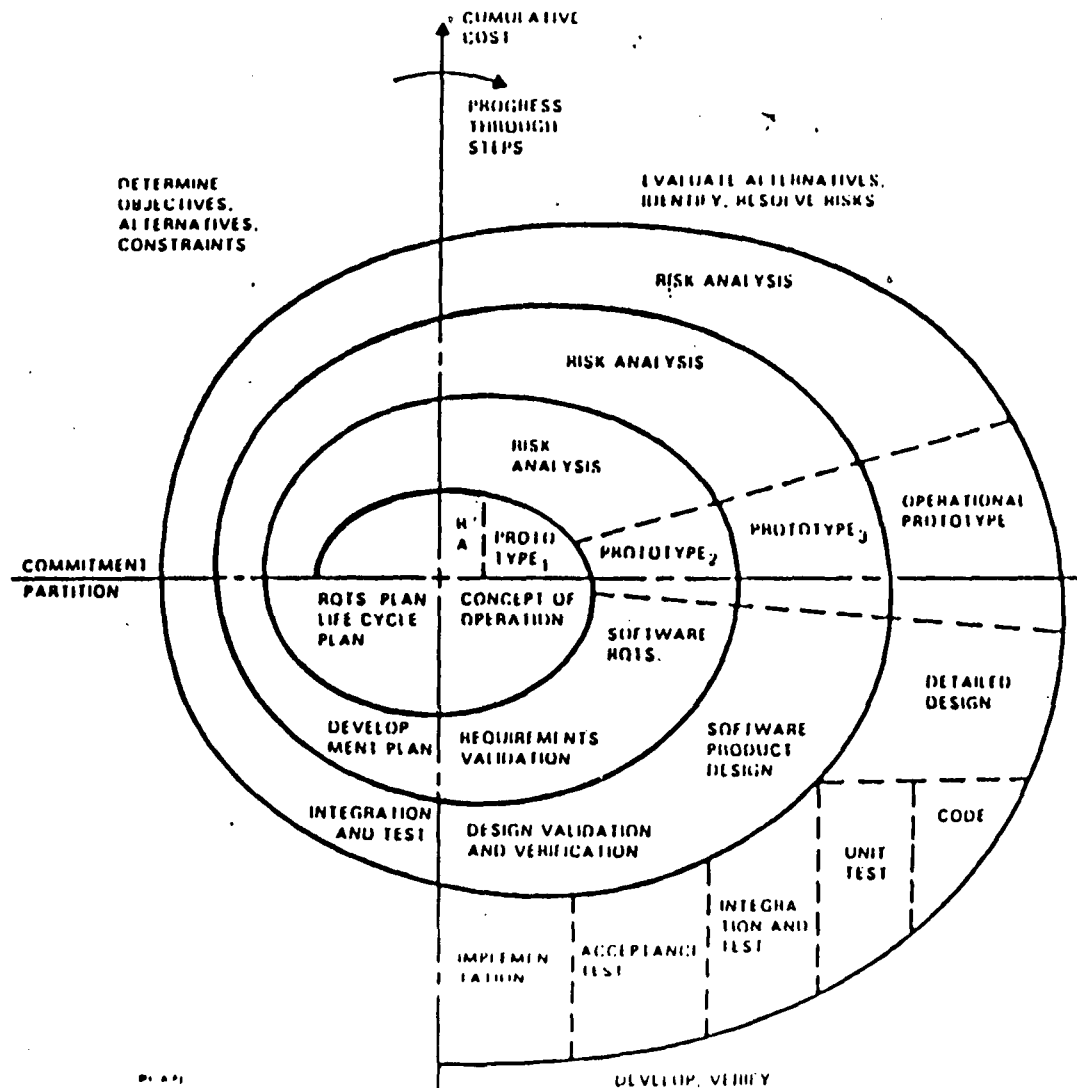 CUMULATIVE
COST
PROGRESS
THROUGH
STEPS
DETERMINE
OBJECTIVES,
ALTERNATIVES,
CONSTRAINTS
EVALUATE ALTERNATIVES,
IDENTIFY, RESOLVE RISKS
RISK ANALYSIS
RISK ANALYSIS
RISK
ANALYSIS
R
A
PROTO
TYPE1
PROTOTYPE2
PROTOTYPE3
OPERATIONAL
PROTOTYPE
COMMITMENT
PARTITION
RQTS PLAN
LIFE CYCLE
PLAN
CONCEPT OF
OPERATION
SOFTWARE
RQTS.
DEVELOP
MENT PLAN
REQUIREMENTS
VALIDATION
SOFTWARE
PRODUCT
DESIGN
DETAILED
DESIGN
INTEGRATION
AND TEST
DESIGN VALIDATION
AND VERIFICATION
CODE
UNIT
TEST
INTEGRA
TION AND
TEST
ACCEPTANCE
TEST
IMPLEMEN
TATION
PLAN
DEVELOP, VERIFY